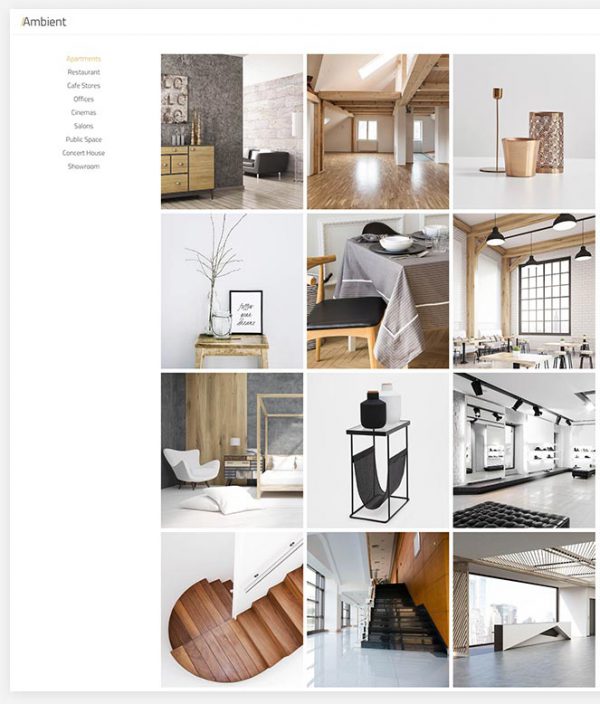 /Ambient
Apartments
Restaurant
Cafe Stores
Offices
Cinemas
Salons
Public Space
Concert House
Showroom
follow
your
dreams